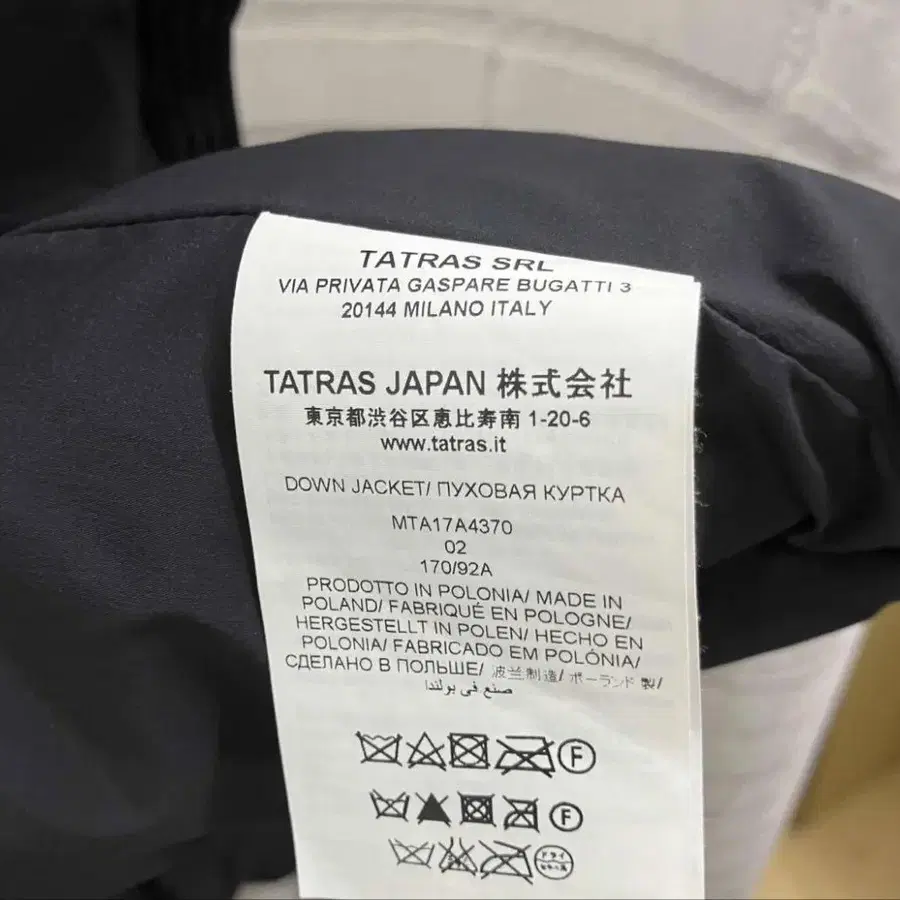 TATRAS SRL
VIA PRIVATA GASPARE BUGATTI 3
20144 MILANO ITALY
TATRAS JAPAN 株式会社
東京都渋谷区恵比寿南 1-20-6
www.tatras.it
DOWN JACKET/ ПУХОВАЯ КУРТКА
MTA17A4370
02
170/92A
PRODOTTO IN POLONIA/ MADE IN
POLAND/ FABRIQUÉ EN POLOGNE/
HERGESTELLT IN POLEN/ HECHO EN
POLONIA/ FABRICADO EM POLÓNIA/
СДЕЛАНО В ПОЛЬШЕ/ 波兰制造/ ポーランド 製/
صنع في بولندا
F
F
ドライ